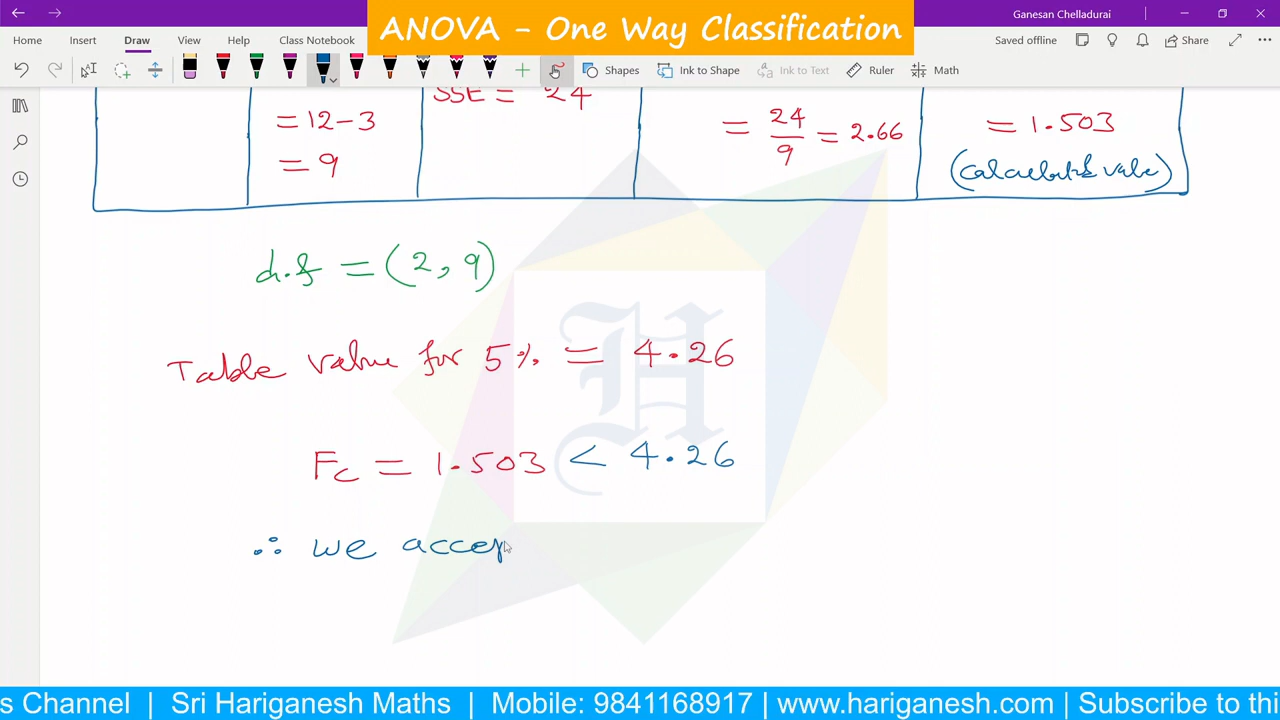 Ganesan Chelladurai
ANOVA - One Way Classification
Home Insert Draw View Help Class Notebook Saved offline Share
Shapes Ink to Shape Ink to Text Ruler Math
SSE = 24
= 12 - 3
= 9
= 24/9 = 2.66
= 1.503
(calculated value)
d.f = (2, 9)
Table value for 5% = 4.26
Fc = 1.503 < 4.26
∴ we accep
H
s Channel | Sri Hariganesh Maths | Mobile: 9841168917 | www.hariganesh.com | Subscribe to thi